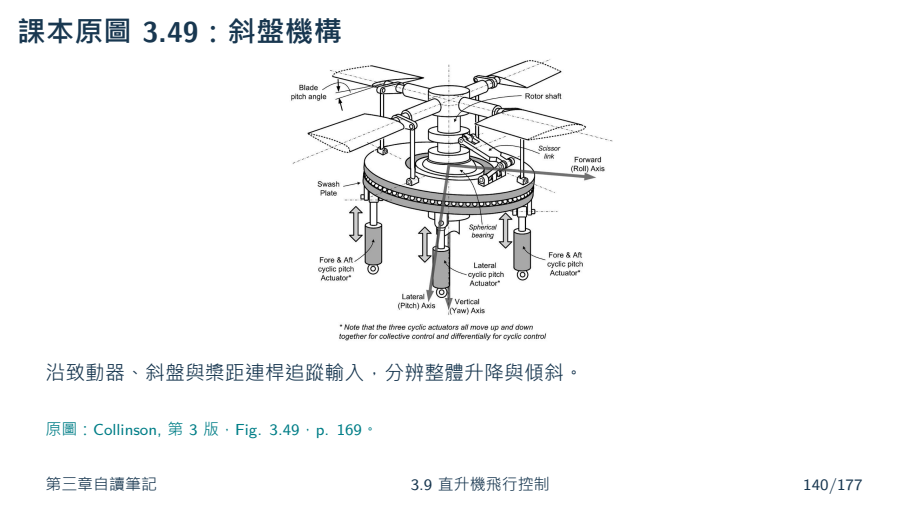 課本原圖 3.49：斜盤機構
Blade
pitch angle
Rotor shaft
Scissor
link
Forward
(Roll) Axis
Swash
Plate
Spherical
bearing
Fore & Aft
cyclic pitch
Actuator*
Lateral
cyclic pitch
Actuator*
Fore & Aft
cyclic pitch
Actuator*
Lateral
(Pitch) Axis
Vertical
(Yaw) Axis
* Note that the three cyclic actuators all move up and down
together for collective control and differentially for cyclic control
沿致動器、斜盤與槳距連桿追蹤輸入，分辨整體升降與傾斜。
原圖：Collinson, 第 3 版，Fig. 3.49，p. 169。
第三章自讀筆記
3.9 直升機飛行控制
140/177